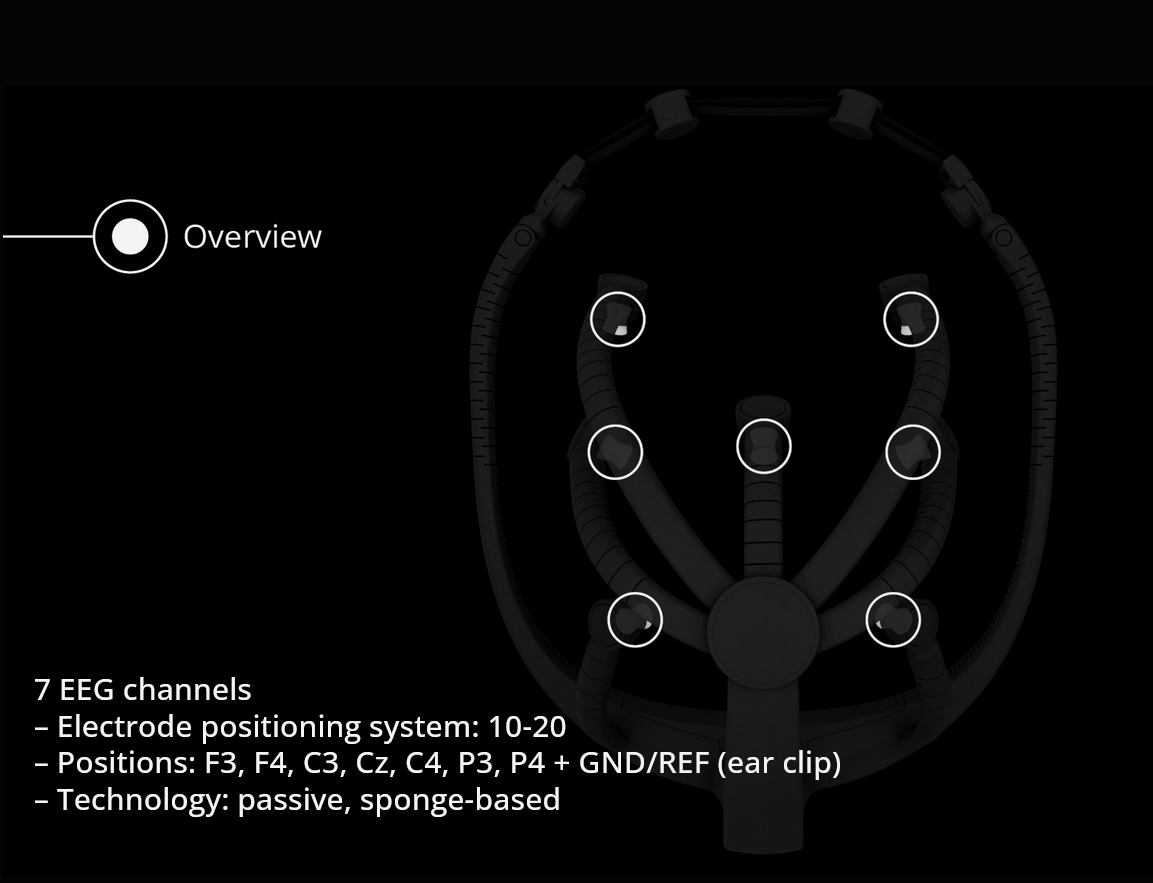 Overview
7 EEG channels
– Electrode positioning system: 10-20
– Positions: F3, F4, C3, Cz, C4, P3, P4 + GND/REF (ear clip)
– Technology: passive, sponge-based